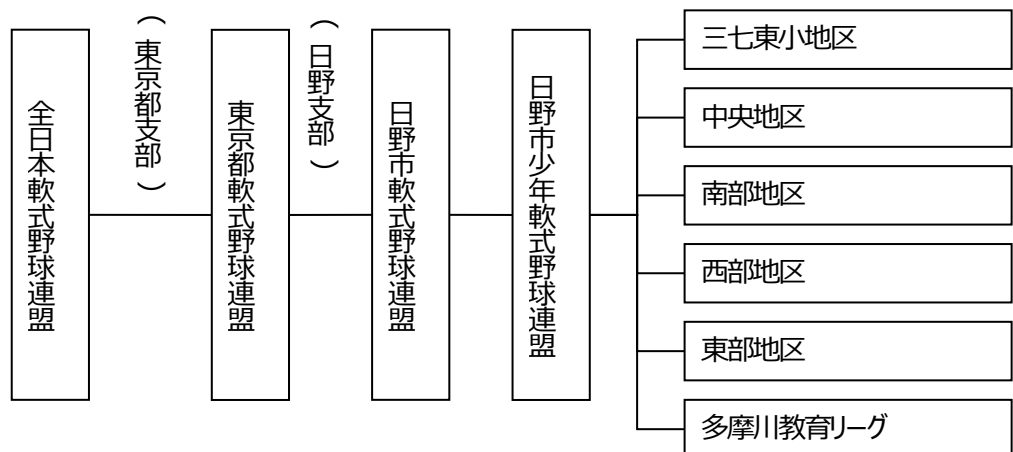 全日本軟式野球連盟
（東京都支部）
東京都軟式野球連盟
（日野支部）
日野市軟式野球連盟
日野市少年軟式野球連盟
三七東小地区
中央地区
南部地区
西部地区
東部地区
多摩川教育リーグ